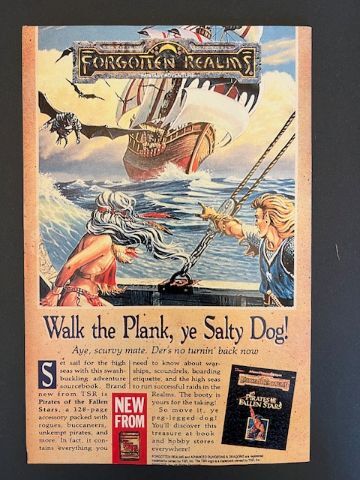 FORGOTTEN REALMS
FANTASY ADVENTURE
Walk the Plank, ye Salty Dog!
Aye, scurvy mate. Der's no turnin' back now
Set sail for the high
seas with this swash-
buckling adventure
sourcebook. Brand
new from TSR is
Pirates of the Fallen
Stars, a 128-page
accessory packed with
rogues, buccaneers,
unkempt pirates, and
more. In fact, it con-
tains everything you
NEW
FROM
need to know about war-
ships, scoundrels, boarding
etiquette, and the high seas
to run successful raids in the
Realms. The booty is
yours for the taking!
So move it, ye
peg-legged dog!
You'll discover this
treasure at book
and hobby stores
everywhere!
PIRATES OF THE
FALLEN STARS